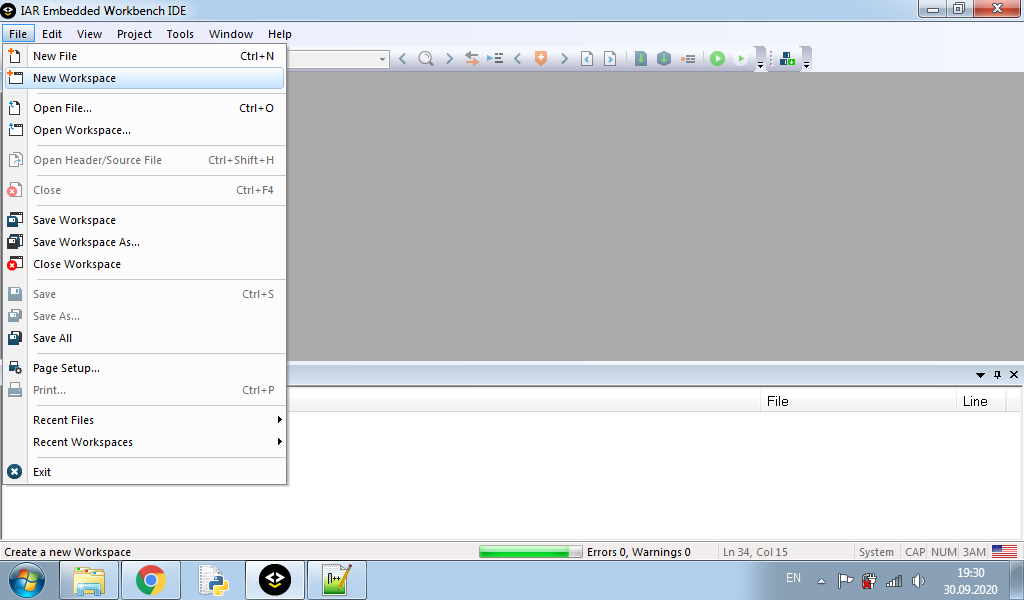 IAR Embedded Workbench IDE
File Edit View Project Tools Window Help
New File Ctrl+N
New Workspace
Open File... Ctrl+O
Open Workspace...
Open Header/Source File Ctrl+Shift+H
Close Ctrl+F4
Save Workspace
Save Workspace As...
Close Workspace
Save Ctrl+S
Save As...
Save All
Page Setup...
Print... Ctrl+P
Recent Files
Recent Workspaces
Exit
File Line
Create a new Workspace Errors 0, Warnings 0 Ln 34, Col 15 System CAP NUM ЗАМ
EN 19:30
30.09.2020